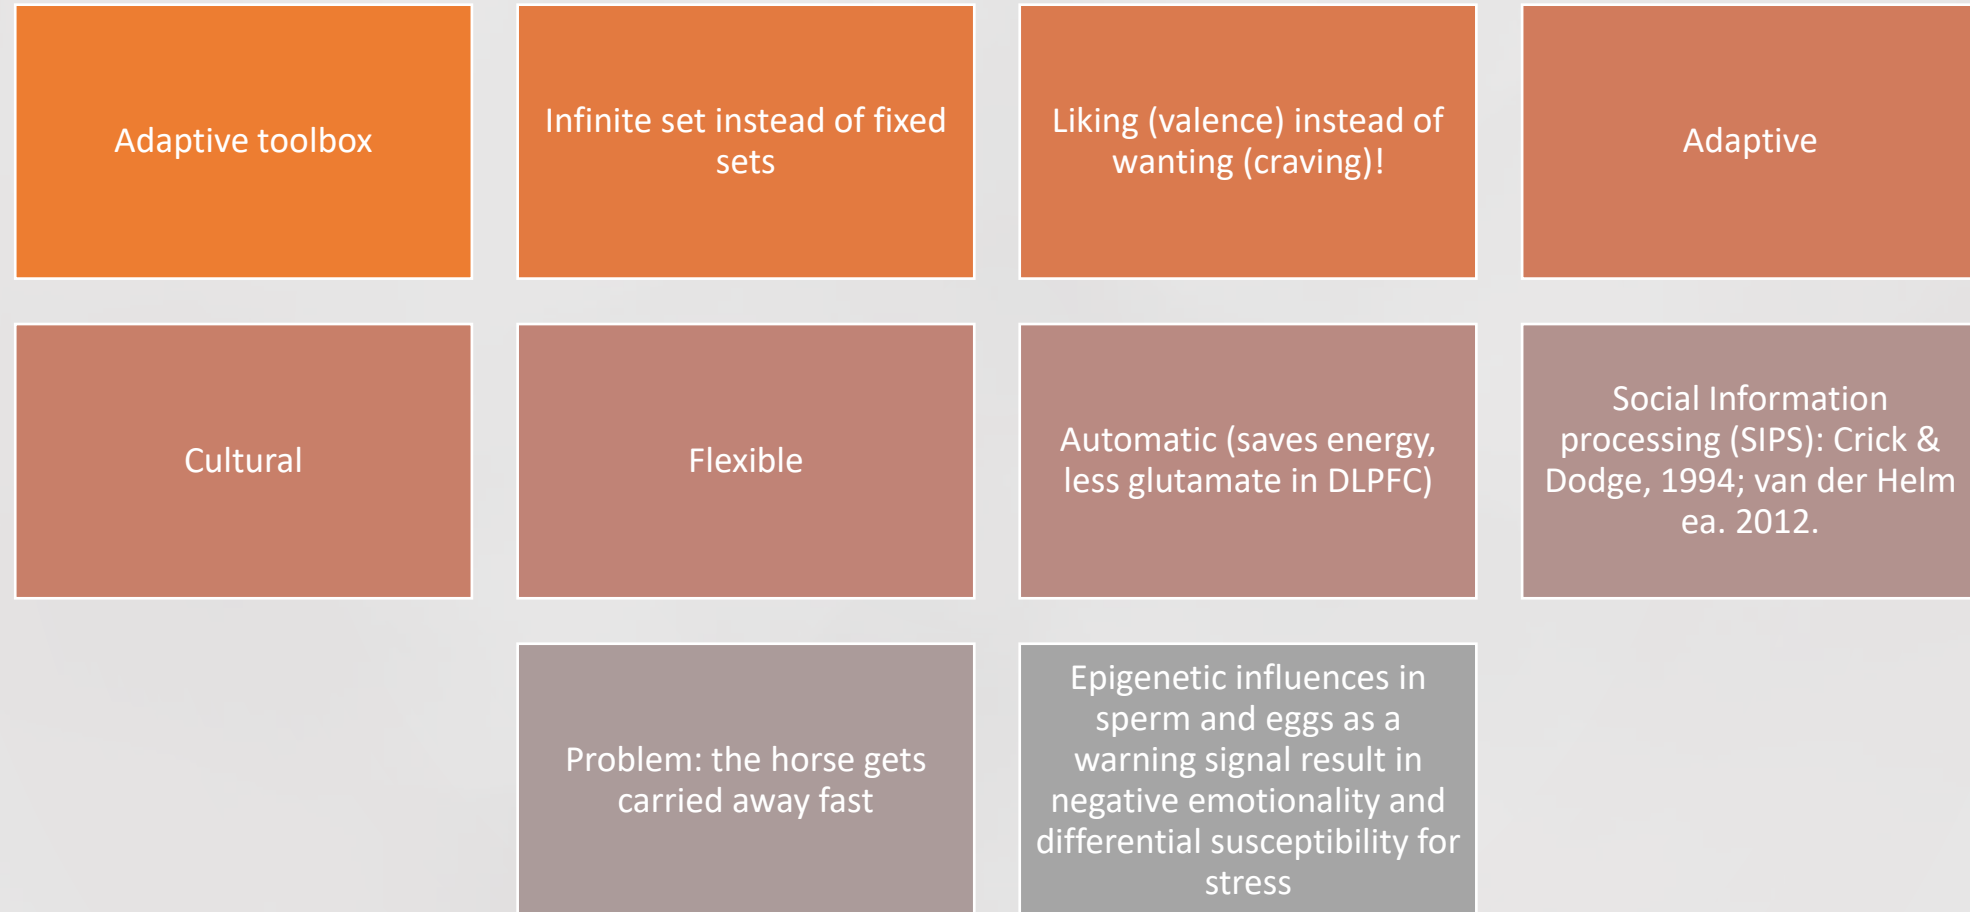 Adaptive toolbox
Infinite set instead of fixed
sets
Liking (valence) instead of
wanting (craving)!
Adaptive
Cultural
Flexible
Automatic (saves energy,
less glutamate in DLPFC)
Social Information
processing (SIPS): Crick &
Dodge, 1994; van der Helm
ea. 2012.
Problem: the horse gets
carried away fast
Epigenetic influences in
sperm and eggs as a
warning signal result in
negative emotionality and
differential susceptibility for
stress